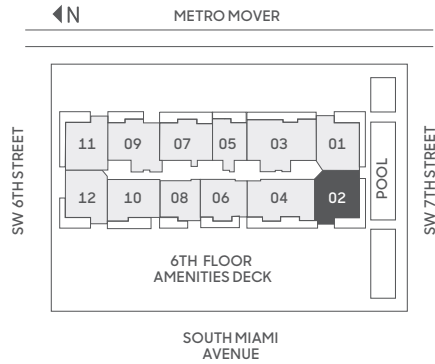 N
METRO MOVER
SW 6TH STREET
11 09 07 05 03 01
12 10 08 06 04 02
POOL
SW 7TH STREET
6TH FLOOR
AMENITIES DECK
SOUTH MIAMI
AVENUE